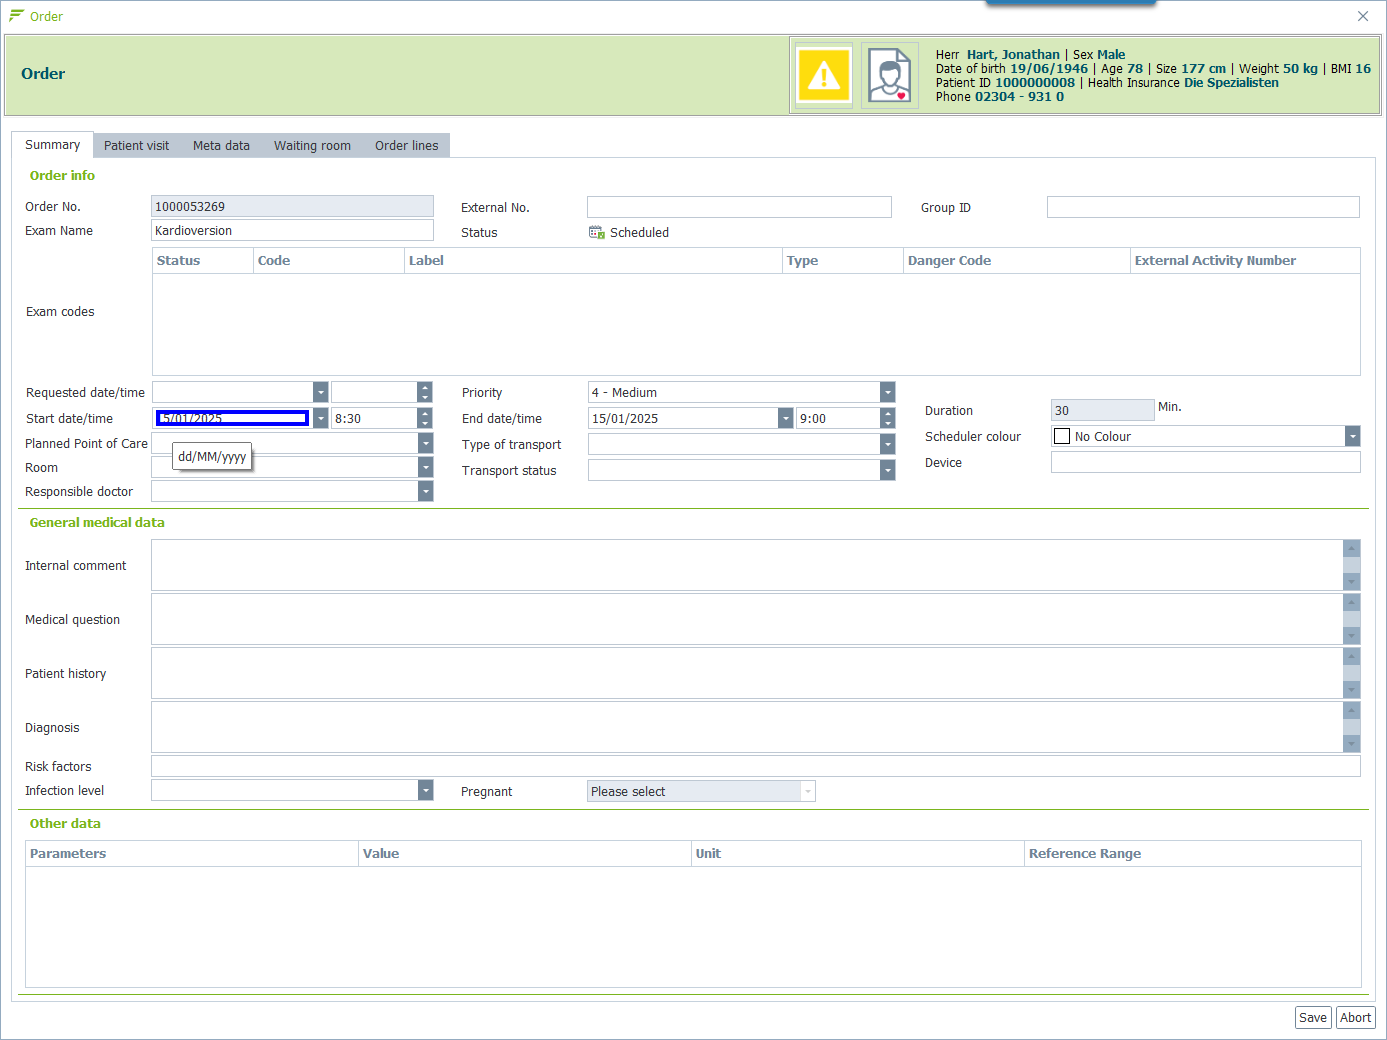 Order
Order
Herr Hart, Jonathan | Sex Male
Date of birth 19/06/1946 | Age 78 | Size 177 cm | Weight 50 kg | BMI 16
Patient ID 1000000008 | Health Insurance Die Spezialisten
Phone 02304 - 931 0
Summary Patient visit Meta data Waiting room Order lines
Order info
Order No. 1000053269 External No. Group ID
Exam Name Kardioversion Status Scheduled
Status Code Label Type Danger Code External Activity Number
Exam codes
Requested date/time Priority 4 - Medium
Start date/time 5/01/2025 8:30 End date/time 15/01/2025 9:00 Duration 30 Min.
Planned Point of Care Type of transport Scheduler colour No Colour
dd/MM/yyyy
Room Transport status Device
Responsible doctor
General medical data
Internal comment
Medical question
Patient history
Diagnosis
Risk factors
Infection level Pregnant Please select
Other data
Parameters Value Unit Reference Range
Save Abort